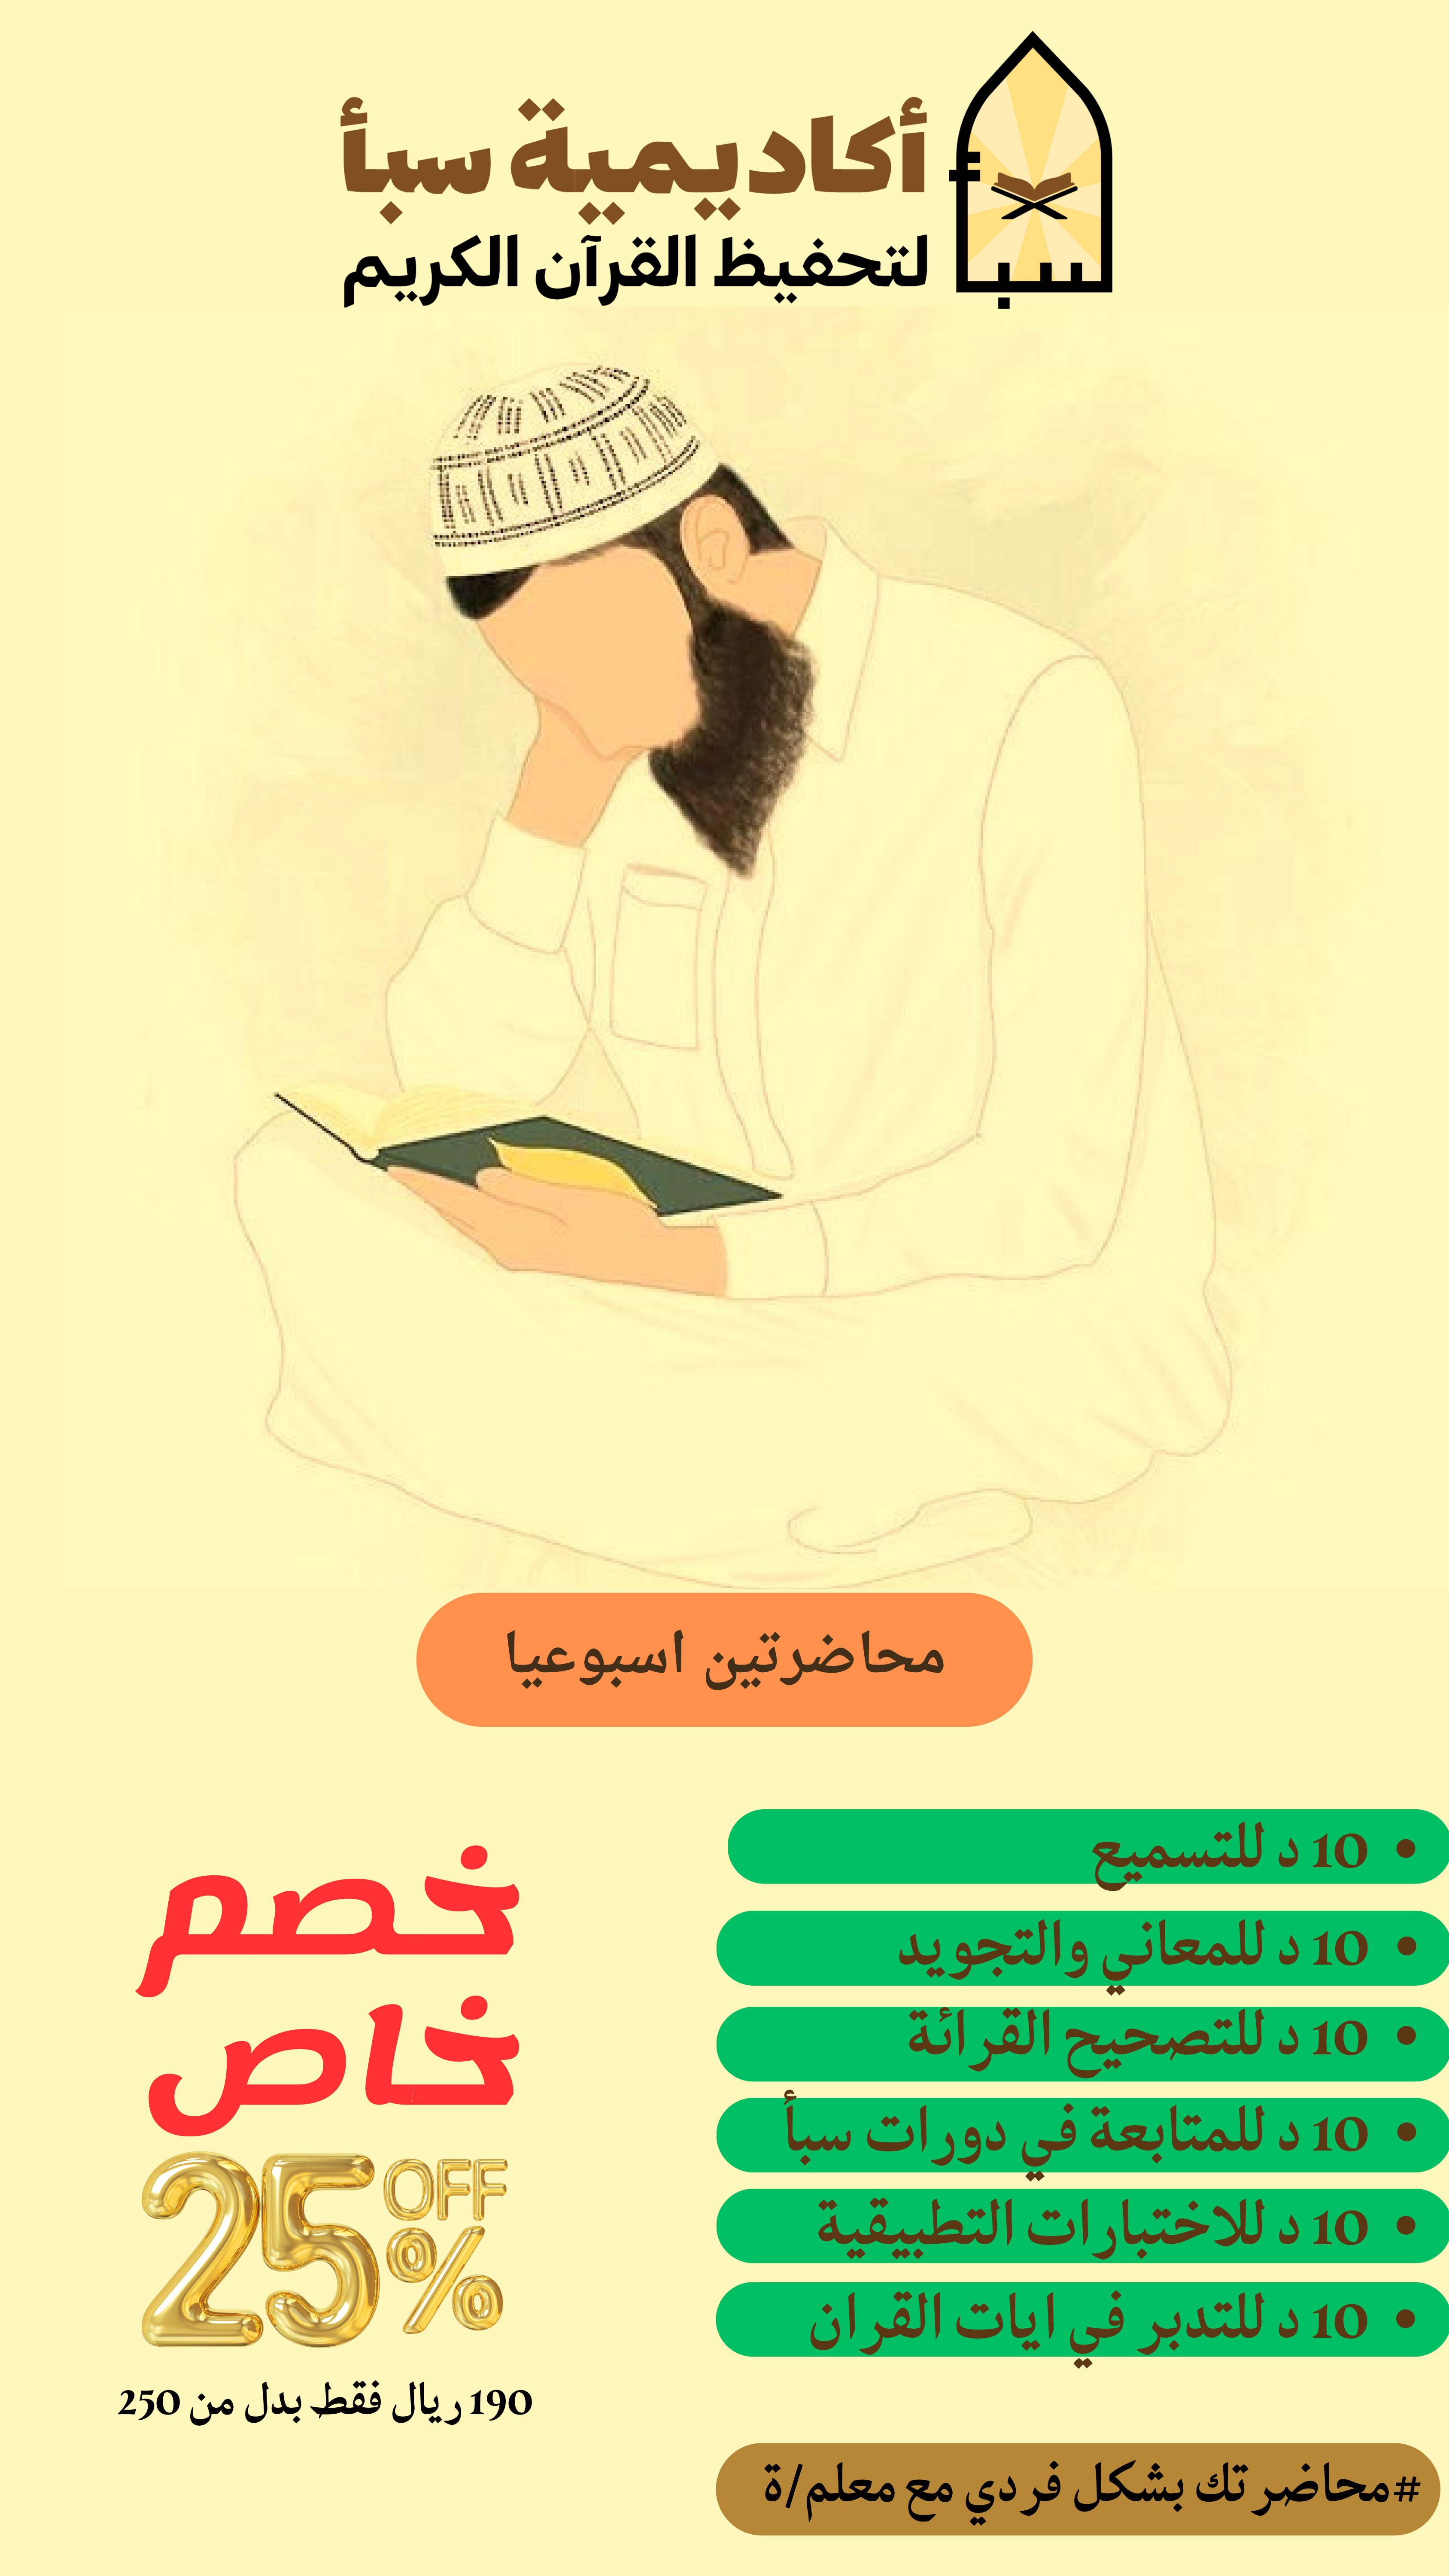 أكاديمية سبأ
لتحفيظ القرآن الكريم
سبأ
محاضرتين اسبوعيا
10 د للتسميع
10 د للمعاني والتجويد
10 د للتصحيح القرائة
10 د للمتابعة في دورات سبأ
10 د للاختبارات التطبيقية
10 د للتدبر في ايات القران
#محاضرتك بشكل فردي مع معلم/ة
خصم
خاص
25% OFF
190 ريال فقط بدل من 250